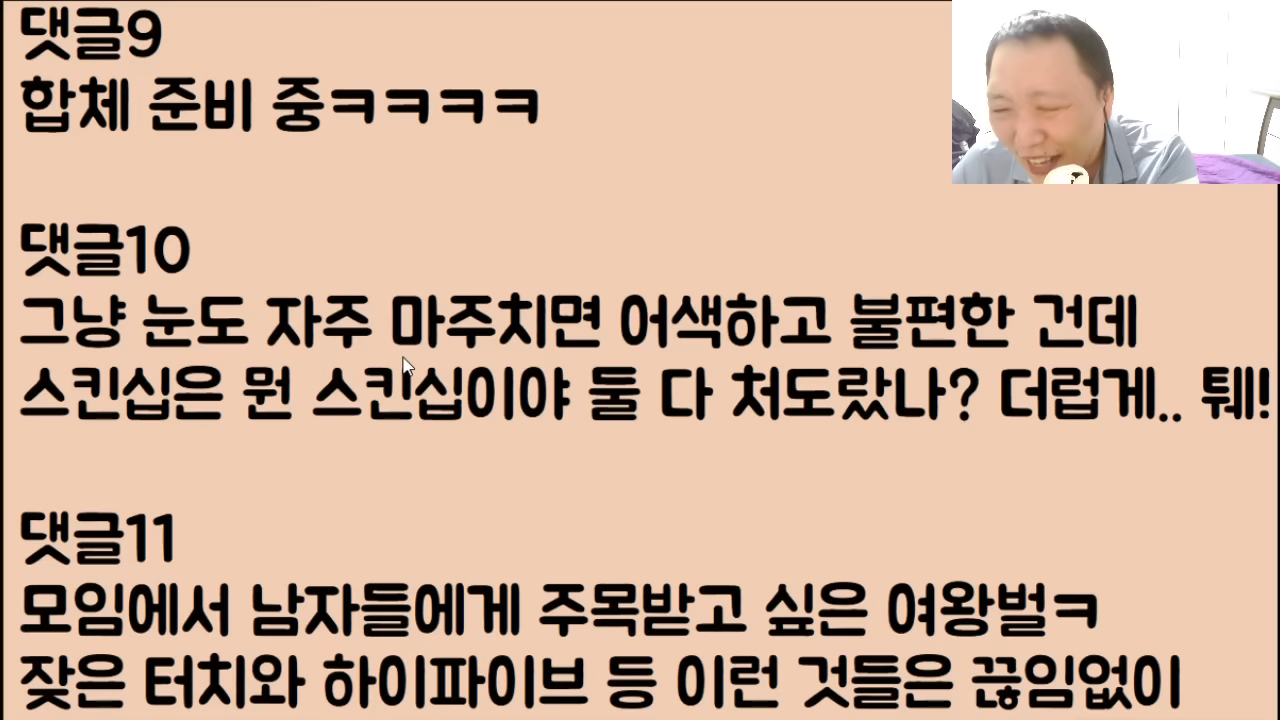 댓글9
합체 준비 중ㅋㅋㅋㅋ
댓글10
그냥 눈도 자주 마주치면 어색하고 불편한 건데
스킨십은 뭔 스킨십이야 둘 다 처도랐나? 더럽게.. 퉤!
댓글11
모임에서 남자들에게 주목받고 싶은 여왕벌ㅋ
잦은 터치와 하이파이브 등 이런 것들은 끊임없이